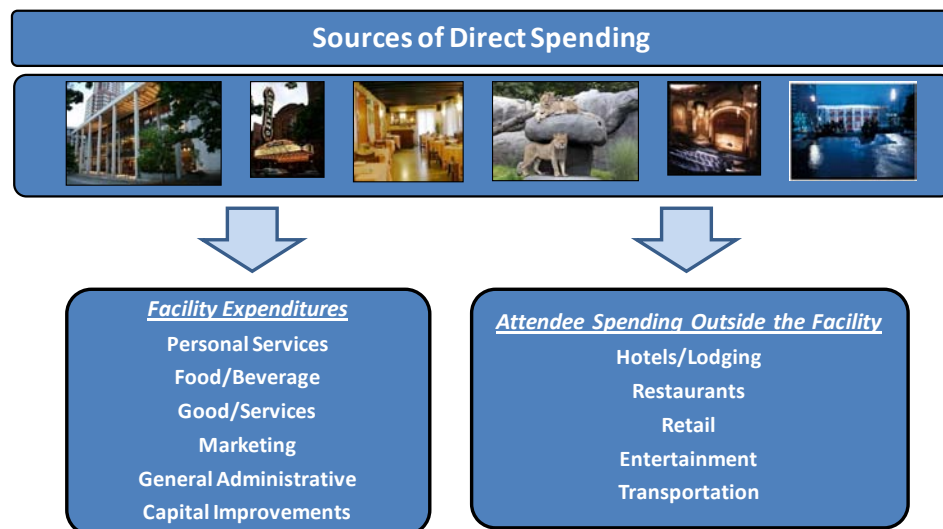 Sources of Direct Spending
Facility Expenditures
Personal Services
Food/Beverage
Good/Services
Marketing
General Administrative
Capital Improvements
Attendee Spending Outside the Facility
Hotels/Lodging
Restaurants
Retail
Entertainment
Transportation